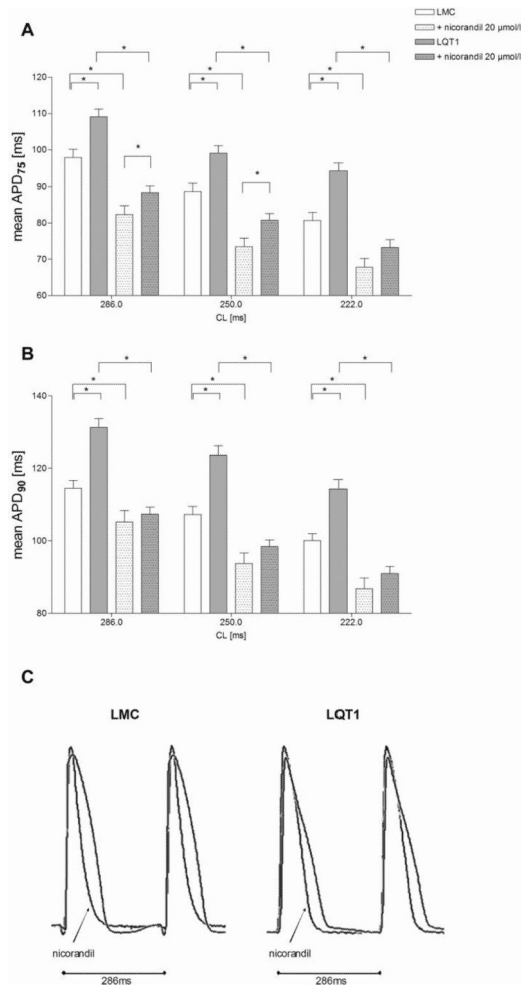 LMC
+ nicorandil 20 µmol/l
LQT1
+ nicorandil 20 µmol/l
A
* * * * * *
* * *
* *
mean APD75 [ms]
120
110
100
90
80
70
60
286.0 250.0 222.0
CL [ms]
B
* * *
* * *
* * *
mean APD90 [ms]
140
120
100
80
286.0 250.0 222.0
CL [ms]
C
LMC LQT1
nicorandil nicorandil
286ms 286ms